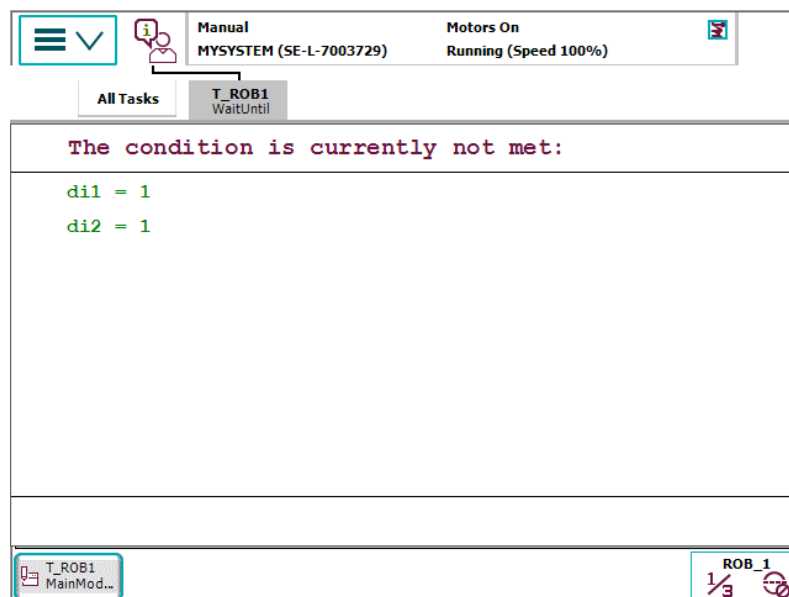 Manual
Motors On
MYSYSTEM (SE-L-7003729)
Running (Speed 100%)
All Tasks
T_ROB1
WaitUntil
The condition is currently not met:
di1 = 1
di2 = 1
T_ROB1
MainMod...
ROB_1
1/3